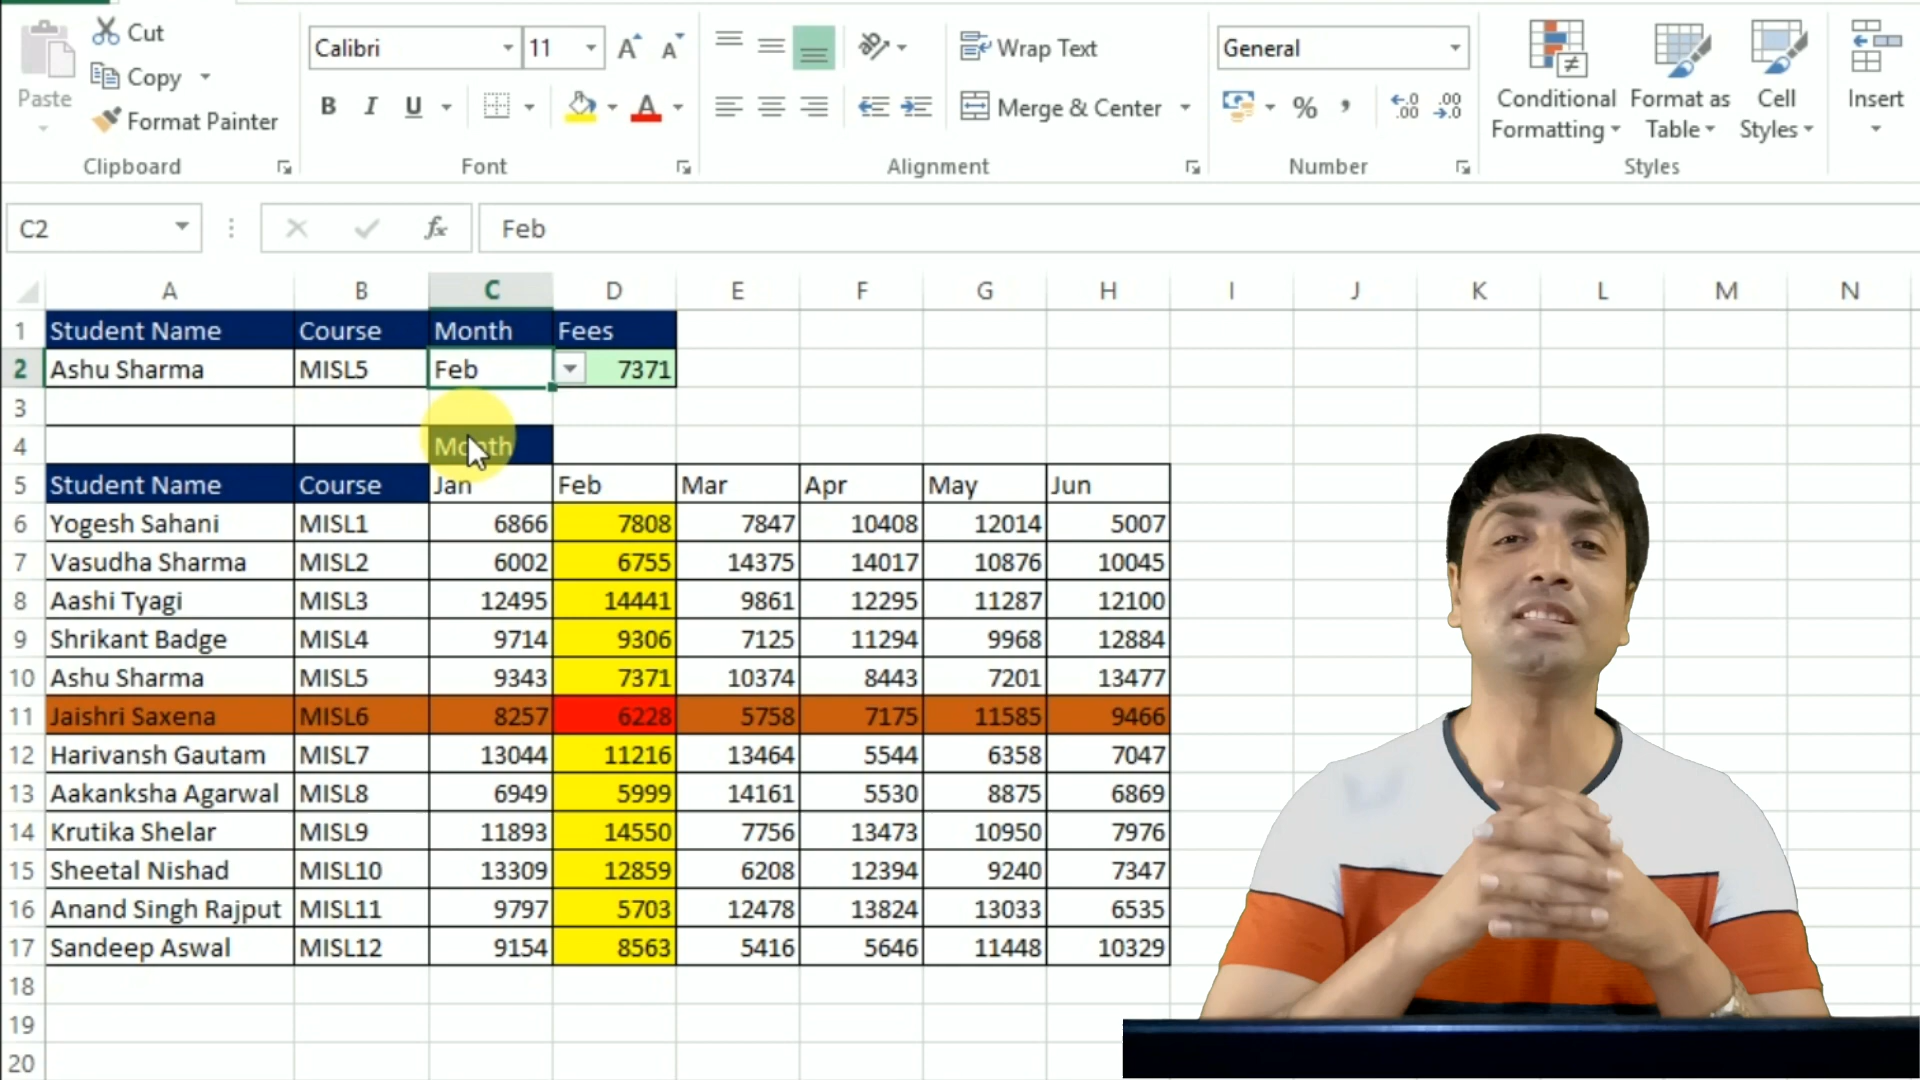 Cut
Copy
Paste
Format Painter
Clipboard
Calibri 11
B I U
Font
Wrap Text
Merge & Center
Alignment
General
%
Number
Conditional Formatting
Format as Table
Cell Styles
Styles
Insert
C2 fx Feb
A B C D E F G H I J K L M N
1 Student Name Course Month Fees
2 Ashu Sharma MISL5 Feb 7371
3
4 Month
5 Student Name Course Jan Feb Mar Apr May Jun
6 Yogesh Sahani MISL1 6866 7808 7847 10408 12014 5007
7 Vasudha Sharma MISL2 6002 6755 14375 14017 10876 10045
8 Aashi Tyagi MISL3 12495 14441 9861 12295 11287 12100
9 Shrikant Badge MISL4 9714 9306 7125 11294 9968 12884
10 Ashu Sharma MISL5 9343 7371 10374 8443 7201 13477
11 Jaishri Saxena MISL6 8257 6228 5758 7175 11585 9466
12 Harivansh Gautam MISL7 13044 11216 13464 5544 6358 7047
13 Aakanksha Agarwal MISL8 6949 5999 14161 5530 8875 6869
14 Krutika Shelar MISL9 11893 14550 7756 13473 10950 7976
15 Sheetal Nishad MISL10 13309 12859 6208 12394 9240 7347
16 Anand Singh Rajput MISL11 9797 5703 12478 13824 13033 6535
17 Sandeep Aswal MISL12 9154 8563 5416 5646 11448 10329
18
19
20